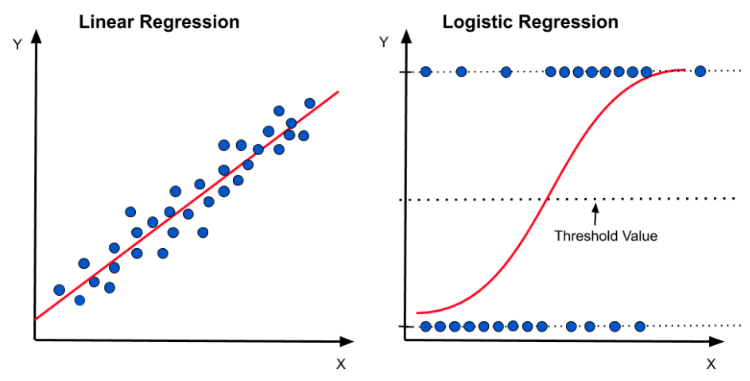 Linear Regression
Y
X
Logistic Regression
Y
Threshold Value
X